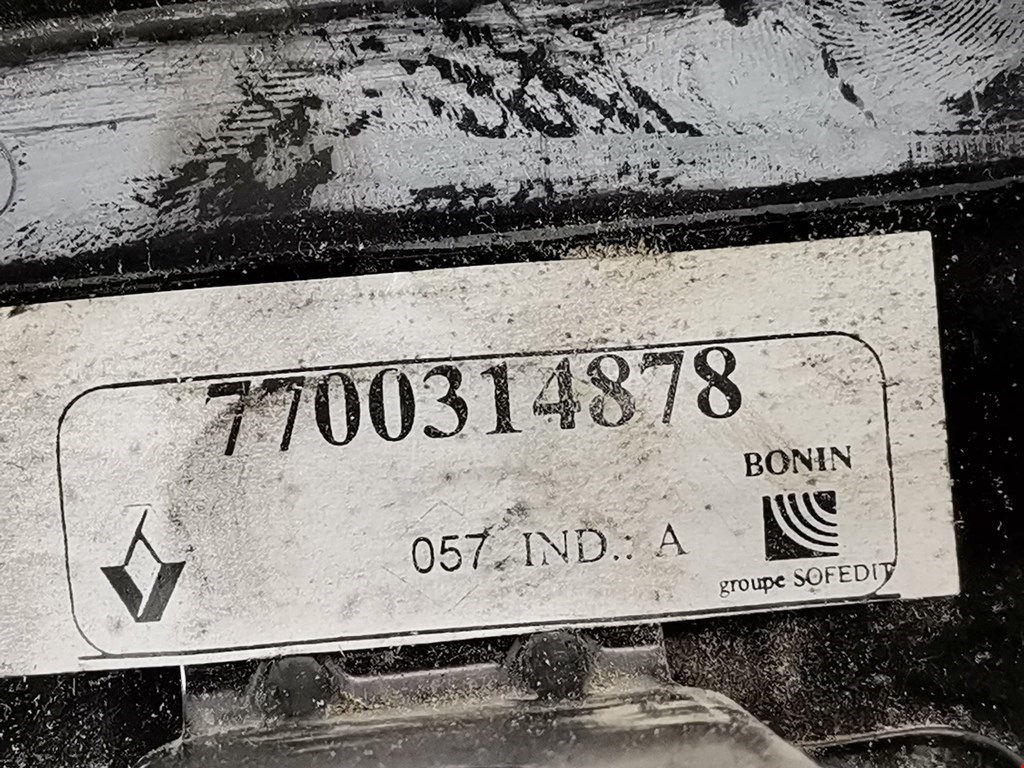 7700314878
BONIN
057 IND.: A
groupe SOFEDIT